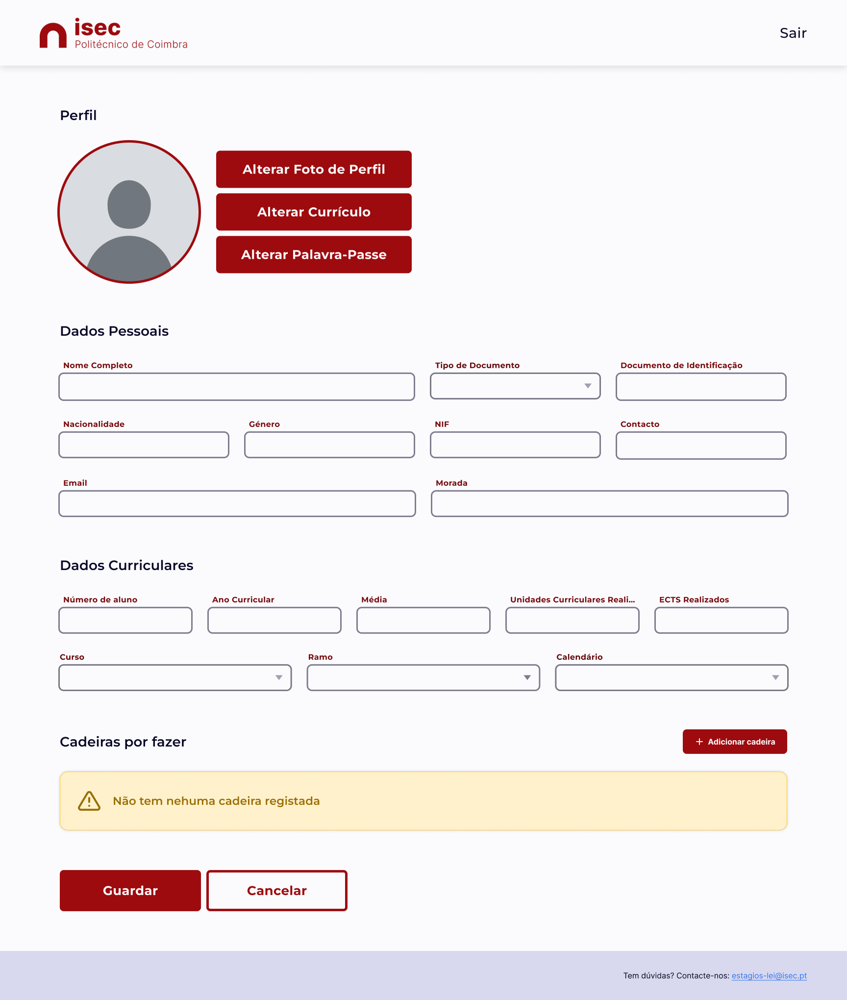 isec
Politécnico de Coimbra
Sair
Perfil
Alterar Foto de Perfil
Alterar Currículo
Alterar Palavra-Passe
Dados Pessoais
Nome Completo Tipo de Documento Documento de Identificação
Nacionalidade Género NIF Contacto
Email Morada
Dados Curriculares
Número de aluno Ano Curricular Média Unidades Curriculares Reali... ECTS Realizados
Curso Ramo Calendário
Cadeiras por fazer + Adicionar cadeira
Não tem nehuma cadeira registada
Guardar Cancelar
Tem dúvidas? Contacte-nos: estagios-lei@isec.pt